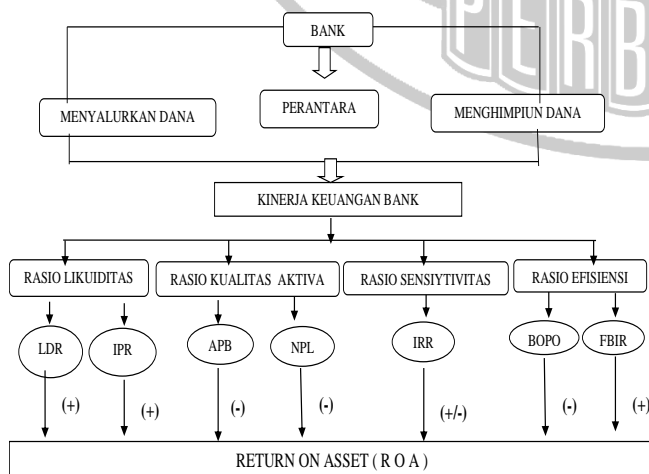 BANK
PERB
PERANTARA
MENYALURKAN DANA
MENGHIMPIUN DANA
KINERJA KEUANGAN BANK
RASIO LIKUIDITAS
RASIO KUALITAS AKTIVA
RASIO SENSIYTIVITAS
RASIO EFISIENSI
LDR
IPR
APB
NPL
IRR
BOPO
FBIR
(+)
(+)
(-)
(-)
(+/-)
(-)
(+)
RETURN ON ASSET ( R O A )